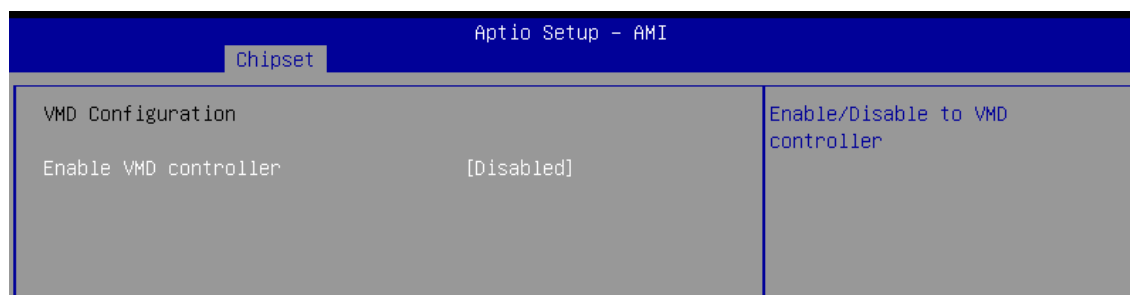 Aptio Setup – AMI
Chipset
VMD Configuration
Enable VMD controller [Disabled]
Enable/Disable to VMD
controller